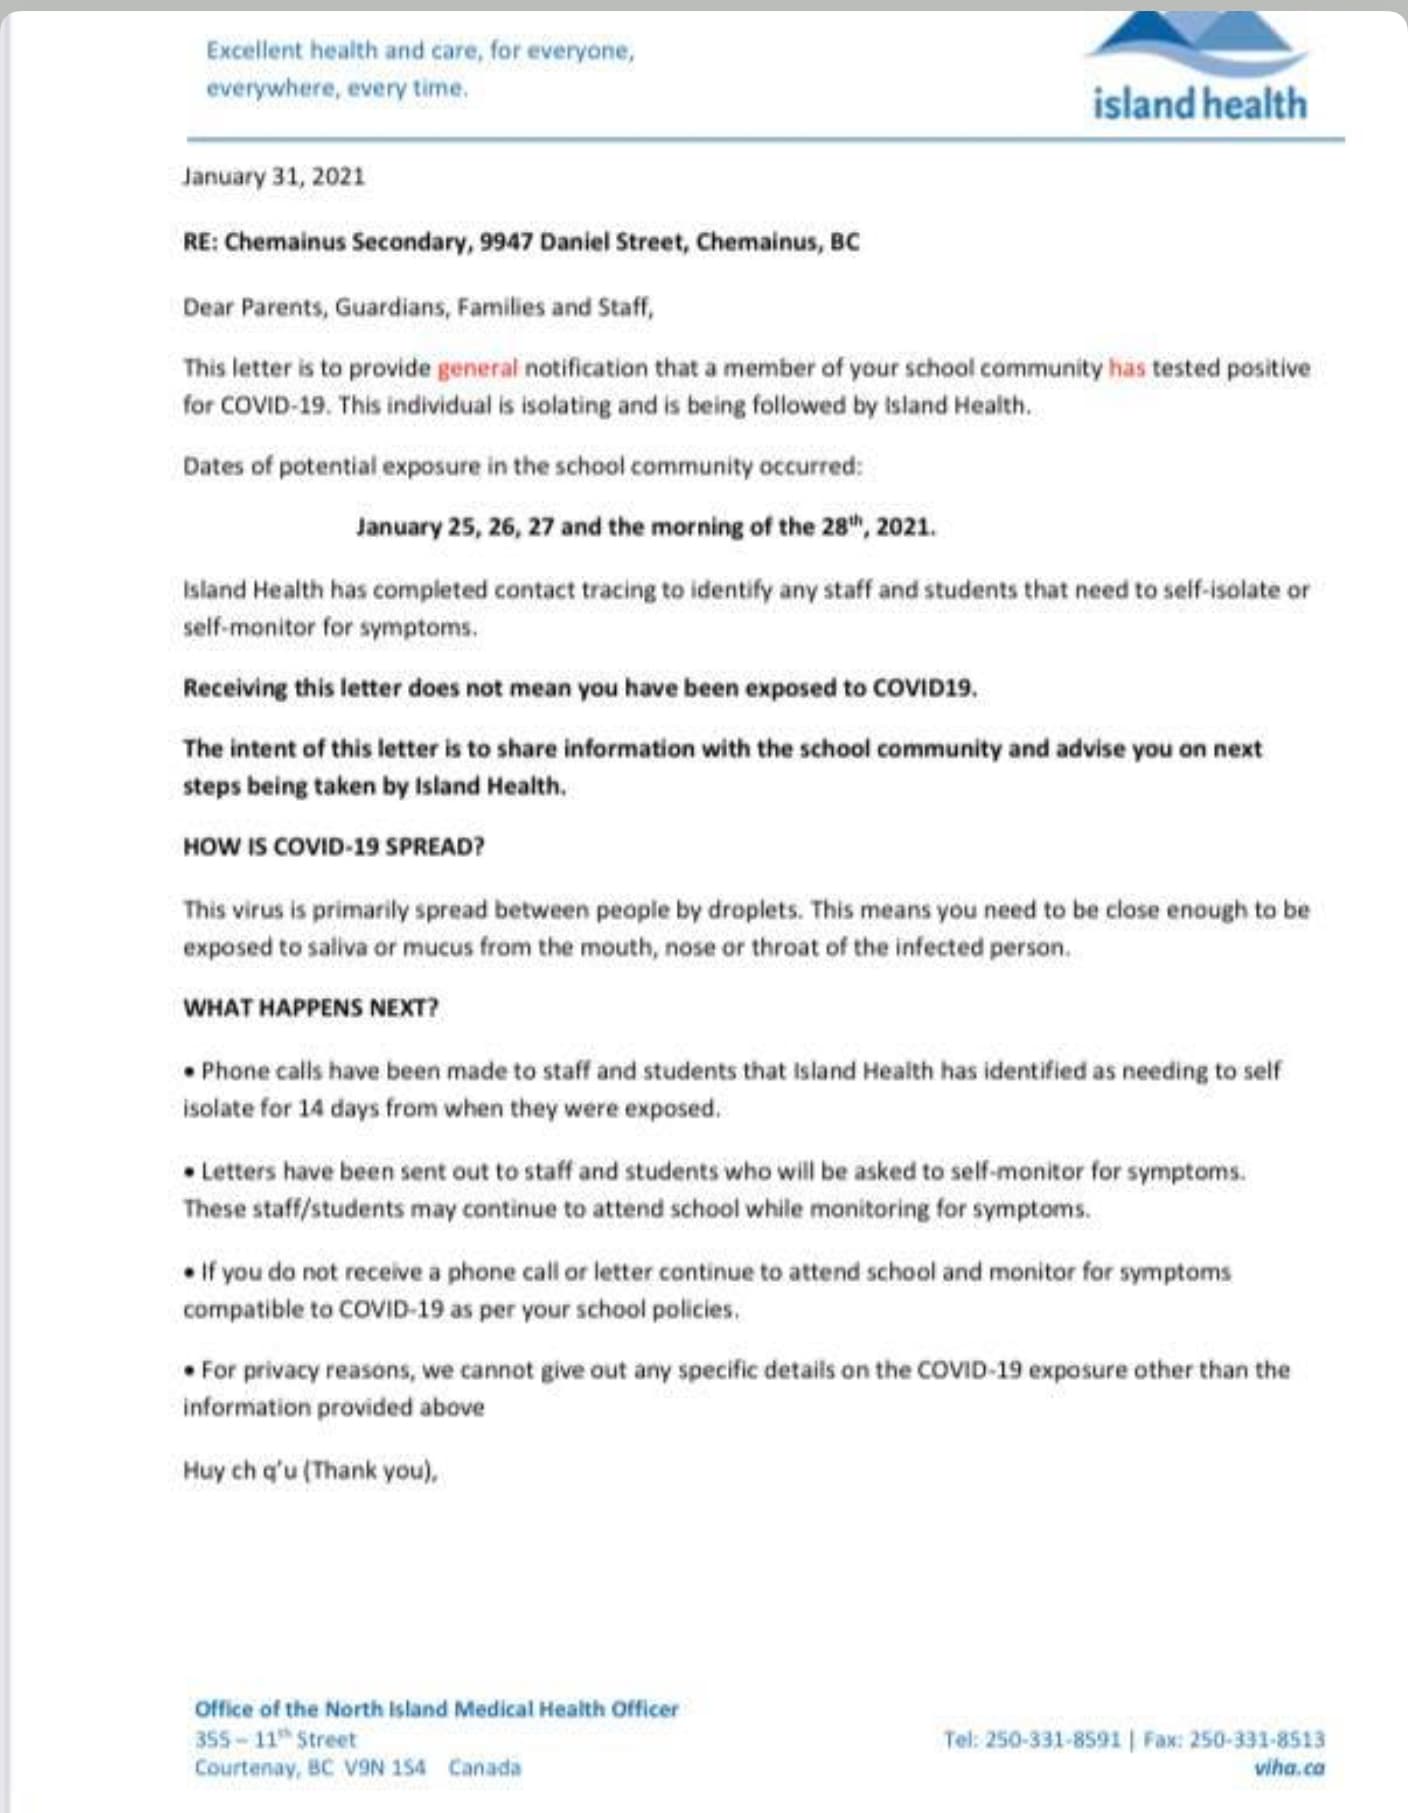 Excellent health and care, for everyone,
everywhere, every time.
island health
January 31, 2021
RE: Chemainus Secondary, 9947 Daniel Street, Chemainus, BC
Dear Parents, Guardians, Families and Staff,
This letter is to provide general notification that a member of your school community has tested positive
for COVID-19. This individual is isolating and is being followed by Island Health.
Dates of potential exposure in the school community occurred:
January 25, 26, 27 and the morning of the 28th, 2021.
Island Health has completed contact tracing to identify any staff and students that need to self-isolate or
self-monitor for symptoms.
Receiving this letter does not mean you have been exposed to COVID19.
The intent of this letter is to share information with the school community and advise you on next
steps being taken by Island Health.
HOW IS COVID-19 SPREAD?
This virus is primarily spread between people by droplets. This means you need to be close enough to be
exposed to saliva or mucus from the mouth, nose or throat of the infected person.
WHAT HAPPENS NEXT?
• Phone calls have been made to staff and students that Island Health has identified as needing to self
isolate for 14 days from when they were exposed.
• Letters have been sent out to staff and students who will be asked to self-monitor for symptoms.
These staff/students may continue to attend school while monitoring for symptoms.
• If you do not receive a phone call or letter continue to attend school and monitor for symptoms
compatible to COVID-19 as per your school policies.
• For privacy reasons, we cannot give out any specific details on the COVID-19 exposure other than the
information provided above
Huy ch q'u (Thank you),
Office of the North Island Medical Health Officer
355 – 11th Street
Courtenay, BC V9N 1S4 Canada
Tel: 250-331-8591 | Fax: 250-331-8513
viha.ca